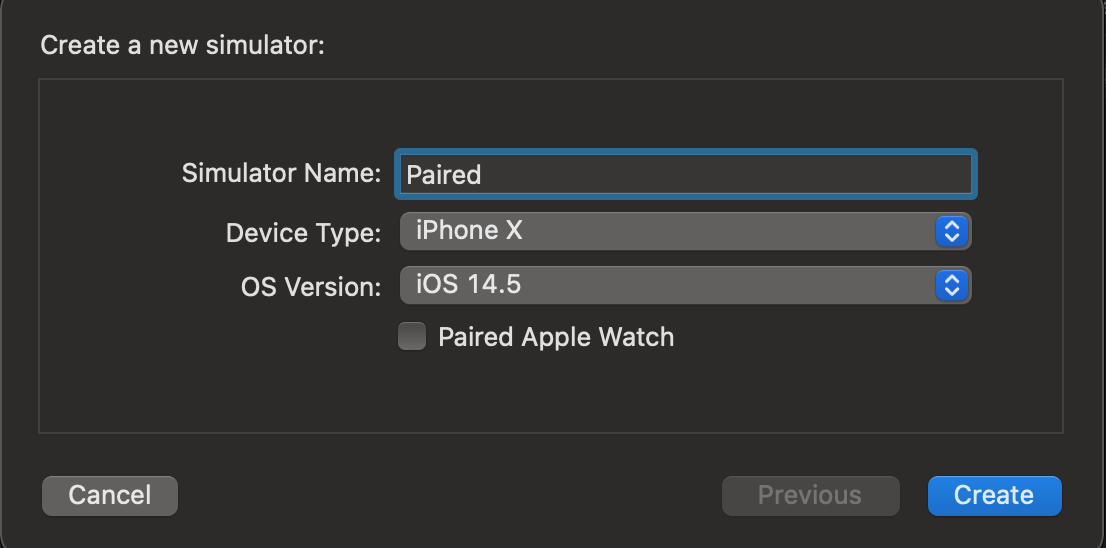 Create a new simulator:
Simulator Name: Paired
Device Type: iPhone X
OS Version: iOS 14.5
Paired Apple Watch
Cancel Previous Create